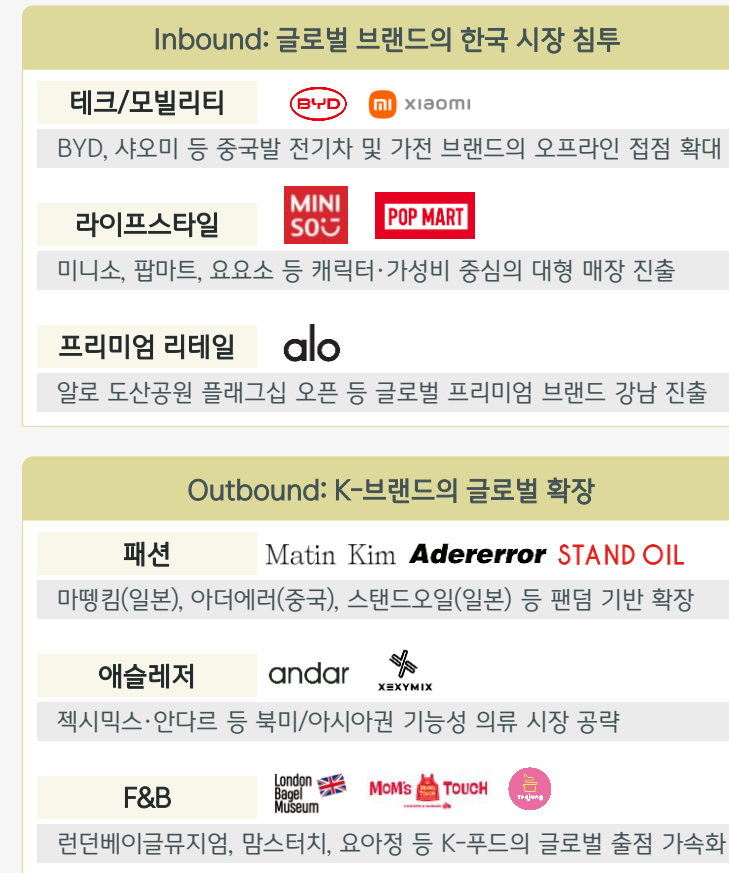 Inbound: 글로벌 브랜드의 한국 시장 침투
테크/모빌리티 BYD mi xiaomi
BYD, 샤오미 등 중국발 전기차 및 가전 브랜드의 오프라인 접점 확대
라이프스타일 MINISO POP MART
미니소, 팝마트, 요요소 등 캐릭터·가성비 중심의 대형 매장 진출
프리미엄 리테일 alo
알로 도산공원 플래그십 오픈 등 글로벌 프리미엄 브랜드 강남 진출
Outbound: K-브랜드의 글로벌 확장
패션 Matin Kim Adererror STAND OIL
마뗑킴(일본), 아더에러(중국), 스탠드오일(일본) 등 팬덤 기반 확장
애슬레저 andar XEXYMIX
젝시믹스·안다르 등 북미/아시아권 기능성 의류 시장 공략
F&B London Bagel Museum MOM'S TOUCH Yoajung
런던베이글뮤지엄, 맘스터치, 요아정 등 K-푸드의 글로벌 출점 가속화